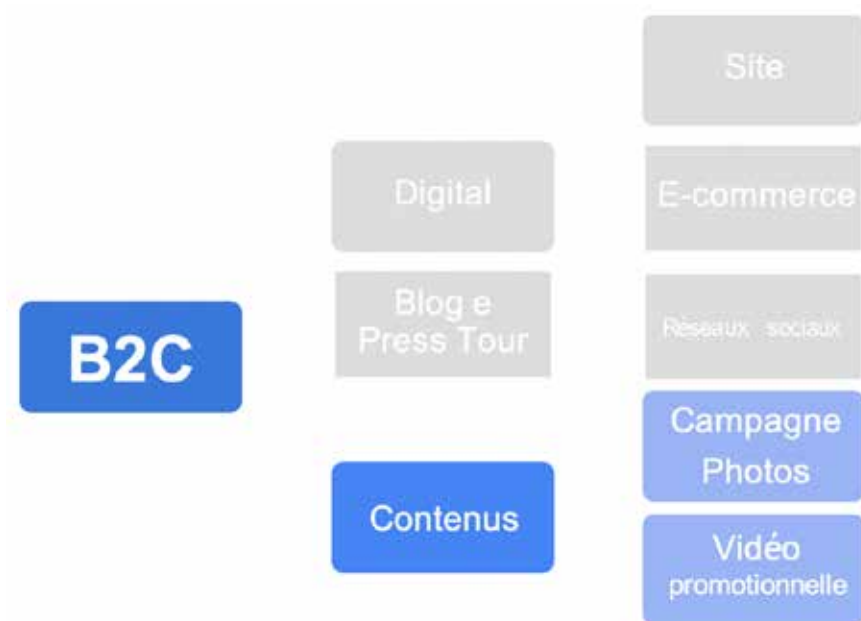 Site
Digital
E-commerce
Blog e
Press Tour
Réseaux sociaux
B2C
Campagne
Photos
Contenus
Vidéo
promotionnelle